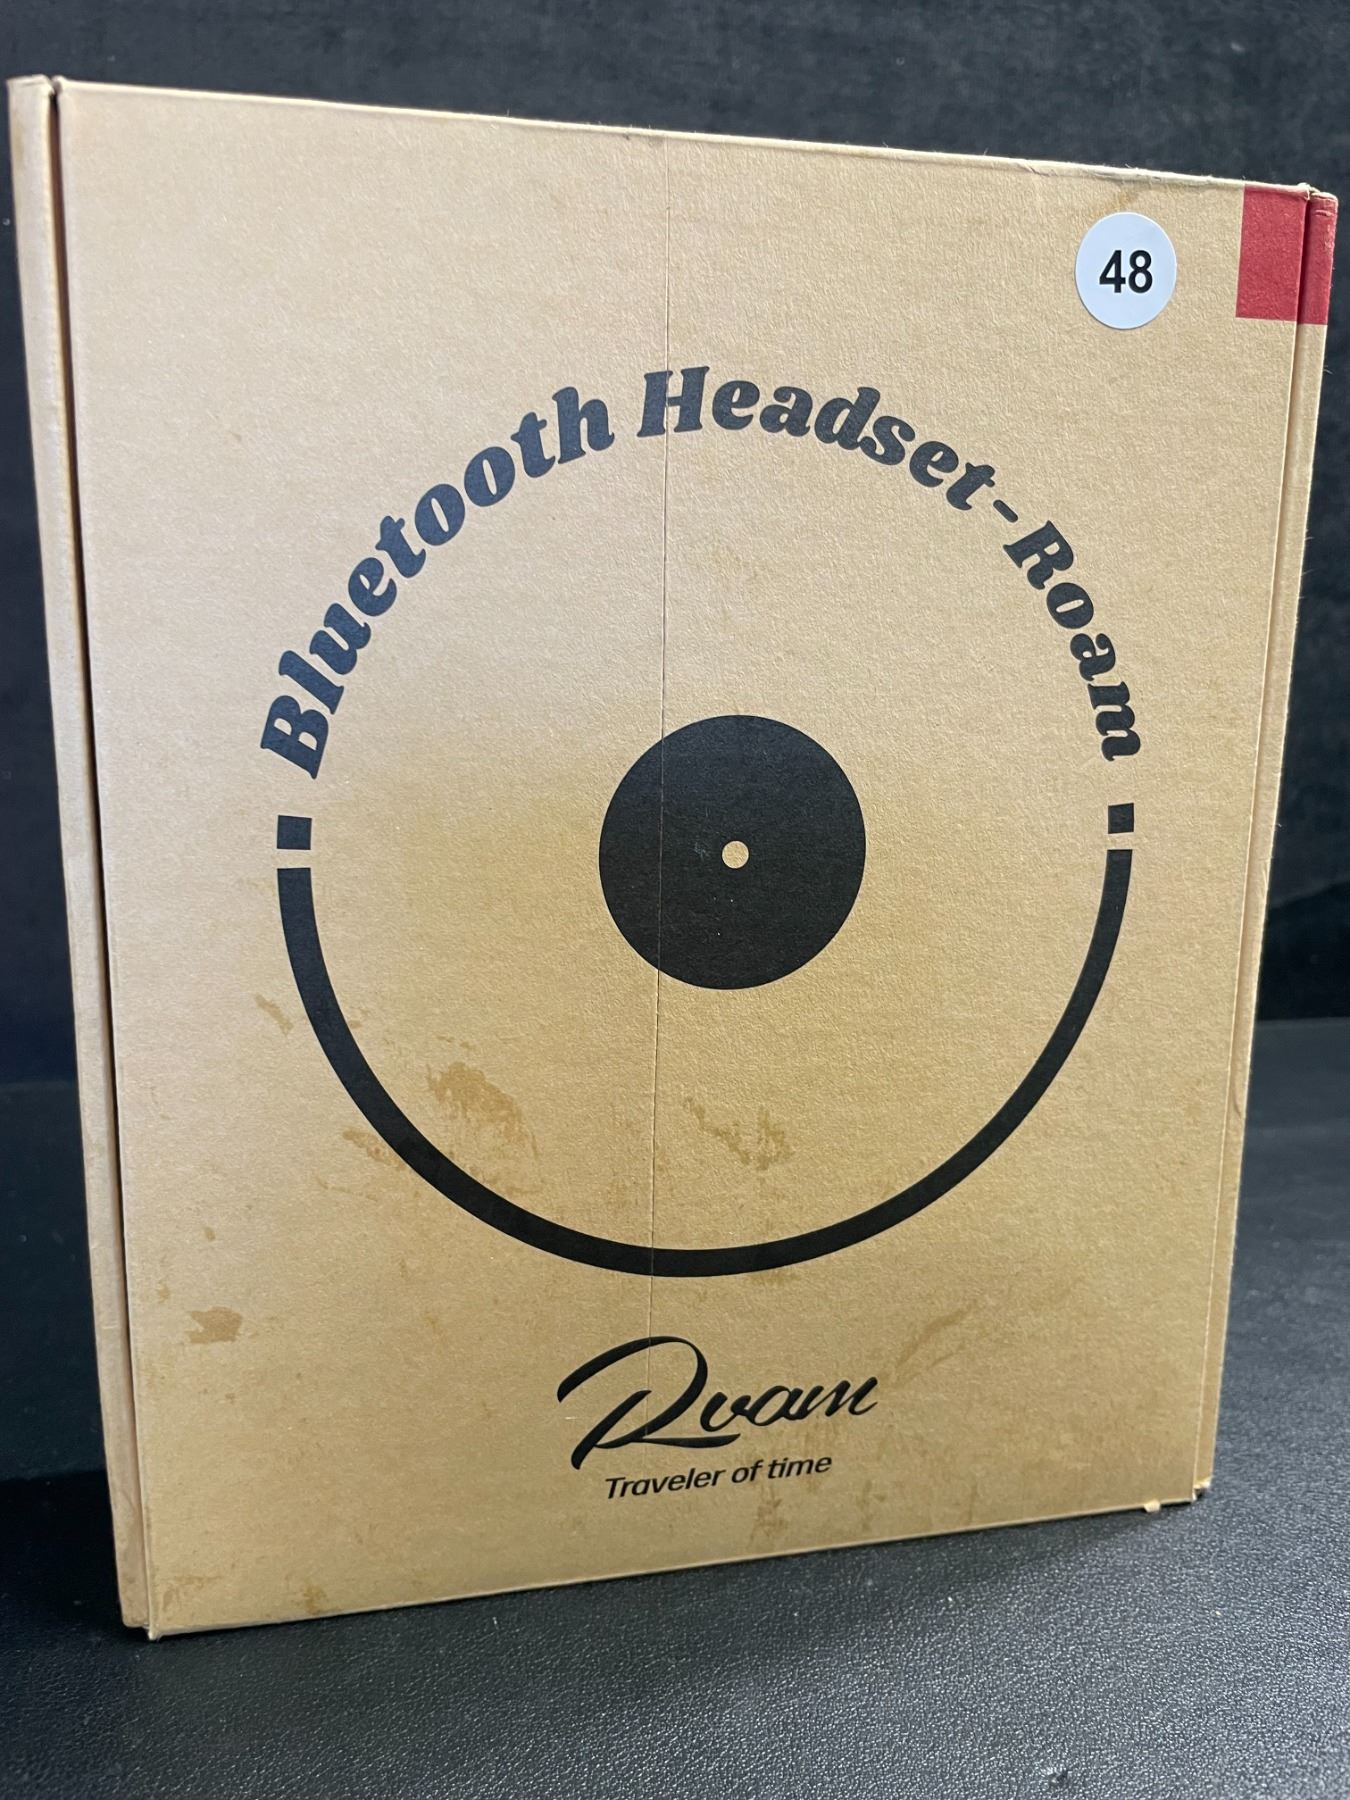 48
Bluetooth Headset-Roam
Roam
Traveler of time